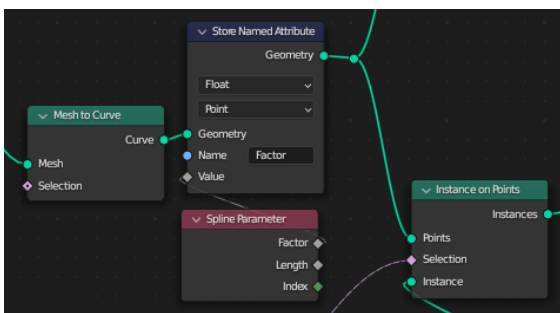 Store Named Attribute
Geometry
Float
Point
Geometry
Name Factor
Value
Mesh to Curve
Curve
Mesh
Selection
Spline Parameter
Factor
Length
Index
Instance on Points
Instances
Points
Selection
Instance